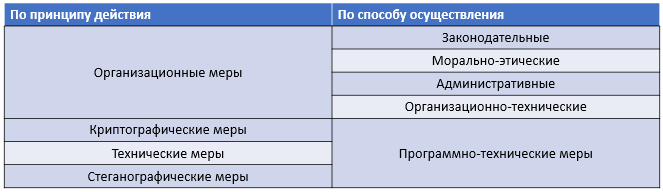 По принципу действия
По способу осуществления
Организационные меры
Законодательные
Морально-этические
Административные
Организационно-технические
Криптографические меры
Технические меры
Стеганографические меры
Программно-технические меры